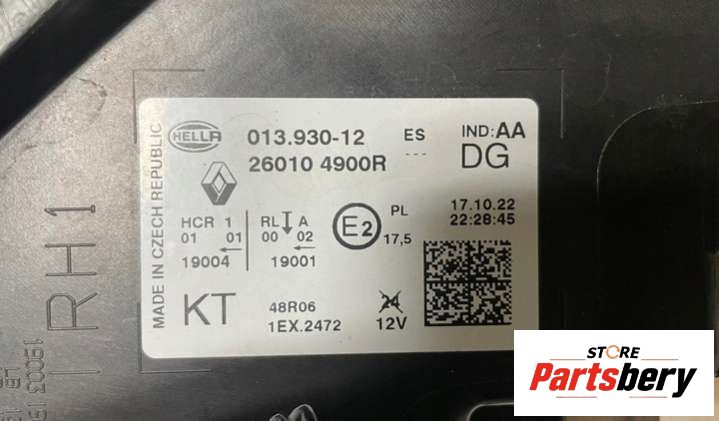 HELLA
013.930-12 ES IND:AA
26010 4900R --- DG
MADE IN CZECH REPUBLIC
HCR 1 RL A
01 01 00 02
19004 19001
E2
PL
17,5
17.10.22
22:28:45
KT
48R06
1EX.2472
24
12V
RH1
STORE
Partsbery